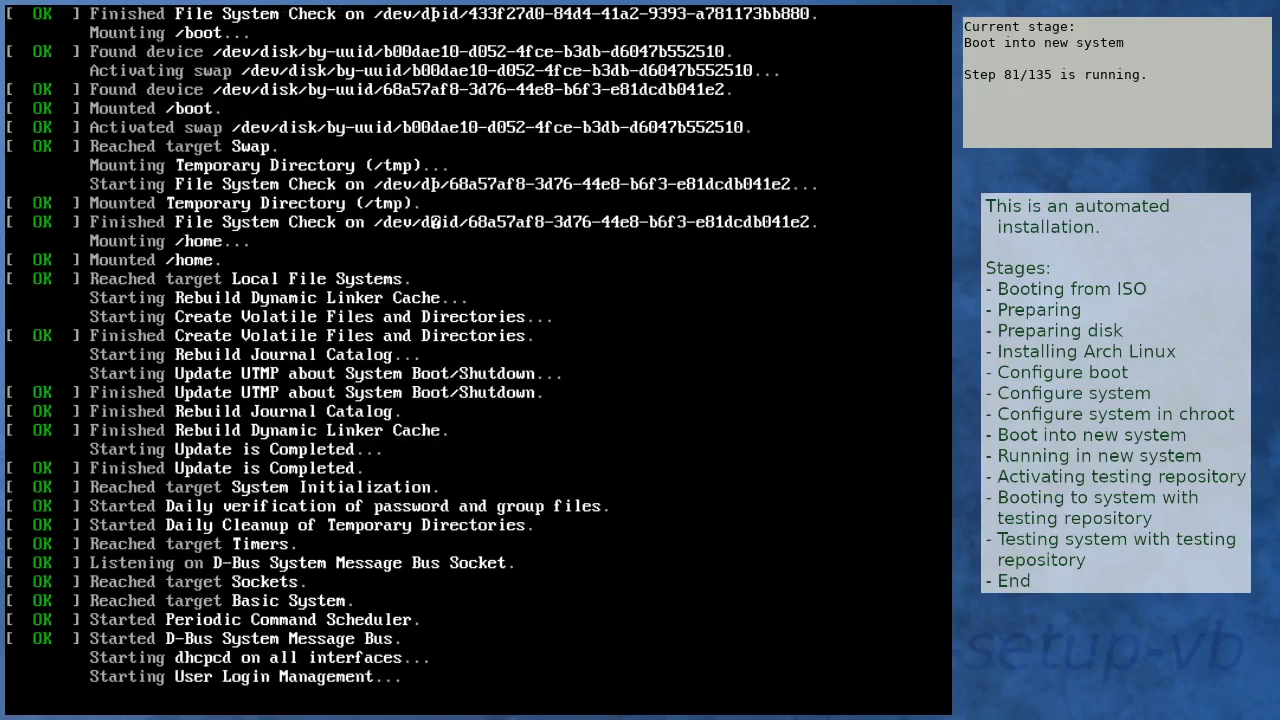 [  OK  ] Finished File System Check on /dev/dþid/433f27d0-84d4-41a2-9393-a781173bb880.
Mounting /boot...
[  OK  ] Found device /dev/disk/by-uuid/b00dae10-d052-4fce-b3db-d6047b552510.
Activating swap /dev/disk/by-uuid/b00dae10-d052-4fce-b3db-d6047b552510...
[  OK  ] Found device /dev/disk/by-uuid/68a57af8-3d76-44e8-b6f3-e81dcdb041e2.
[  OK  ] Mounted /boot.
[  OK  ] Activated swap /dev/disk/by-uuid/b00dae10-d052-4fce-b3db-d6047b552510.
[  OK  ] Reached target Swap.
Mounting Temporary Directory (/tmp)...
Starting File System Check on /dev/dþ/68a57af8-3d76-44e8-b6f3-e81dcdb041e2...
[  OK  ] Mounted Temporary Directory (/tmp).
[  OK  ] Finished File System Check on /dev/d�id/68a57af8-3d76-44e8-b6f3-e81dcdb041e2.
Mounting /home...
[  OK  ] Mounted /home.
[  OK  ] Reached target Local File Systems.
Starting Rebuild Dynamic Linker Cache...
Starting Create Volatile Files and Directories...
[  OK  ] Finished Create Volatile Files and Directories.
Starting Rebuild Journal Catalog...
Starting Update UTMP about System Boot/Shutdown...
[  OK  ] Finished Update UTMP about System Boot/Shutdown.
[  OK  ] Finished Rebuild Journal Catalog.
[  OK  ] Finished Rebuild Dynamic Linker Cache.
Starting Update is Completed...
[  OK  ] Finished Update is Completed.
[  OK  ] Reached target System Initialization.
[  OK  ] Started Daily verification of password and group files.
[  OK  ] Started Daily Cleanup of Temporary Directories.
[  OK  ] Reached target Timers.
[  OK  ] Listening on D-Bus System Message Bus Socket.
[  OK  ] Reached target Sockets.
[  OK  ] Reached target Basic System.
[  OK  ] Started Periodic Command Scheduler.
[  OK  ] Started D-Bus System Message Bus.
Starting dhcpcd on all interfaces...
Starting User Login Management...
Current stage:
Boot into new system
Step 81/135 is running.
This is an automated
installation.
Stages:
- Booting from ISO
- Preparing
- Preparing disk
- Installing Arch Linux
- Configure boot
- Configure system
- Configure system in chroot
- Boot into new system
- Running in new system
- Activating testing repository
- Booting to system with
testing repository
- Testing system with testing
repository
- End
-setup-vb